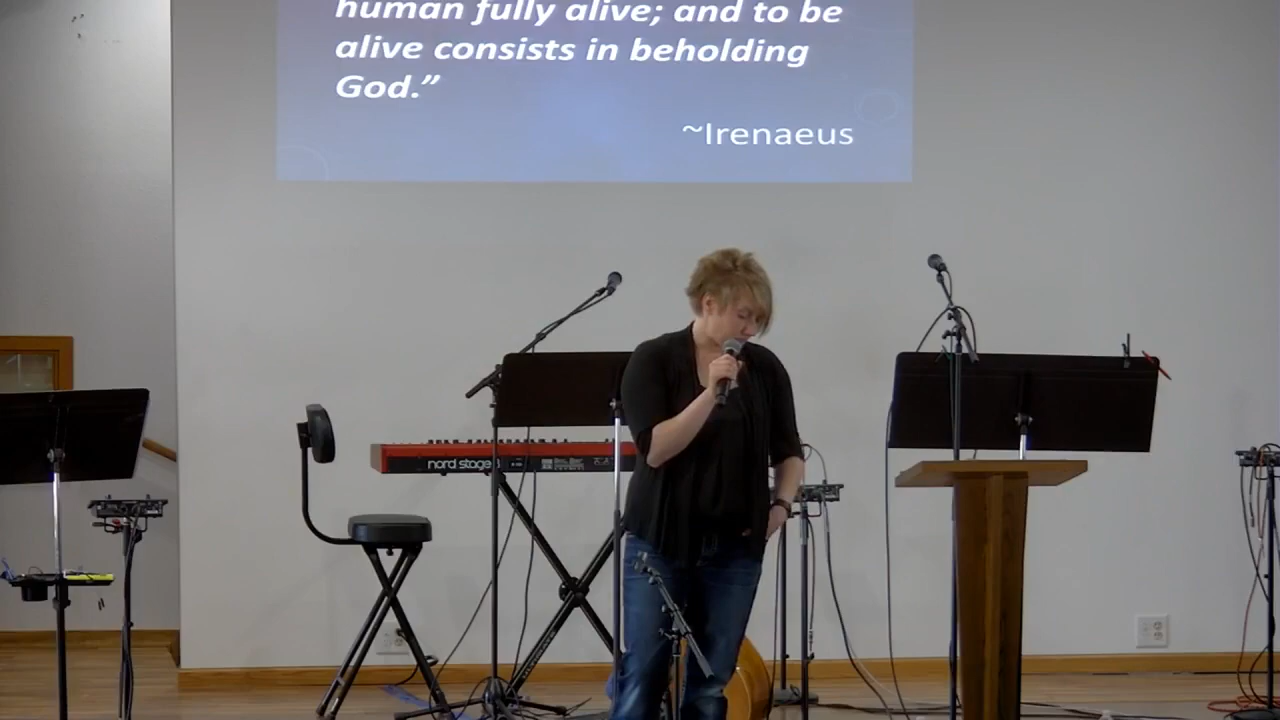 human fully alive; and to be
alive consists in beholding
God.”
~Irenaeus
nord stage